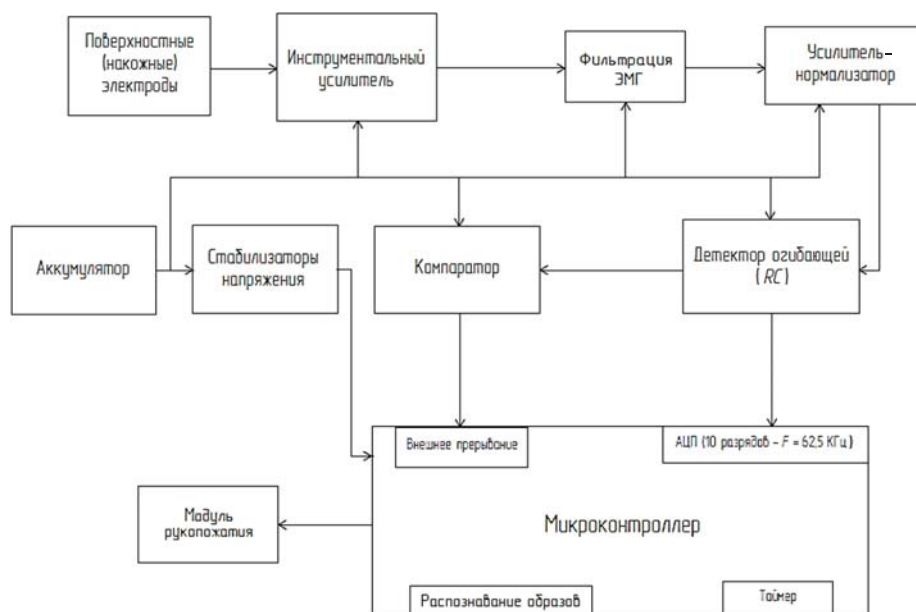 Поверхностные
(накожные)
электроды
Инструментальный
усилитель
Фильтрация
ЭМГ
Усилитель-
нормализатор
Аккумулятор
Стабилизаторы
напряжения
Компаратор
Детектор огибающей
(RC)
Внешнее прерывание
АЦП (10 разрядов - F = 62,5 КГц)
Микроконтроллер
Модуль
рукопожатия
Распознавание образов
Таймер